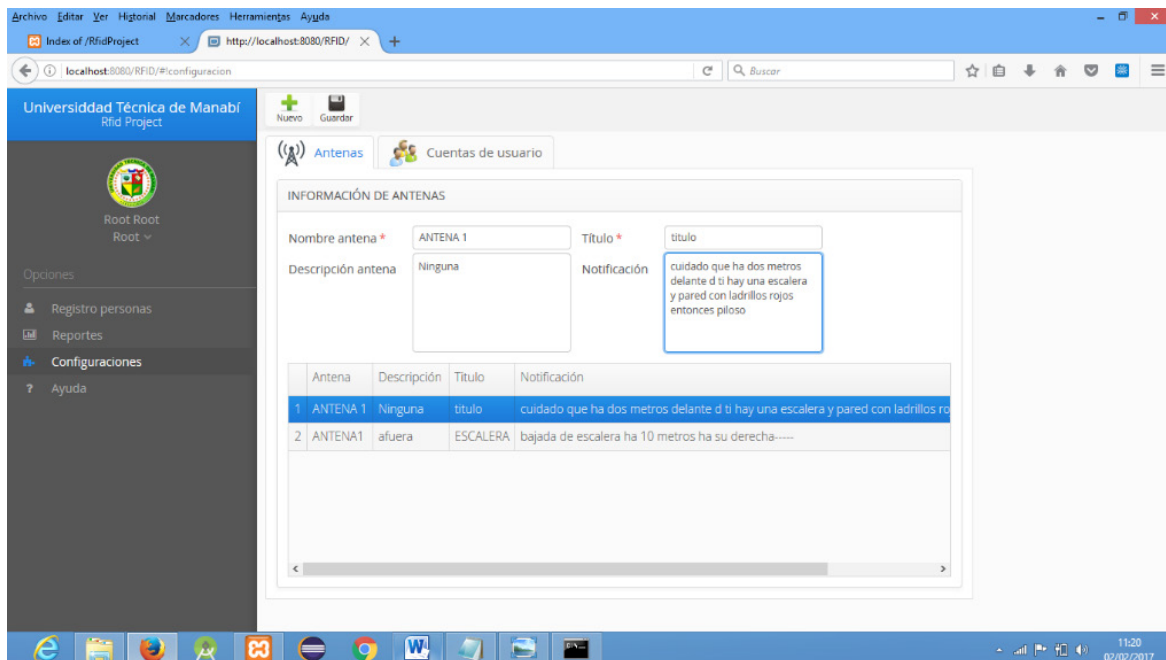 Archivo Editar Ver Historial Marcadores Herramientas Ayuda
Index of /RfidProject
http://localhost:8080/RFID/
localhost:8080/RFID/#!configuracion
Buscar
Universiddad Técnica de Manabí
Rfid Project
Nuevo Guardar
Antenas
Cuentas de usuario
Root Root
Root
Opciones
Registro personas
Reportes
Configuraciones
? Ayuda
INFORMACIÓN DE ANTENAS
Nombre antena * ANTENA 1 Título * titulo
Descripción antena Ninguna Notificación
cuidado que ha dos metros
delante d ti hay una escalera
y pared con ladrillos rojos
entonces piloso
Antena Descripción Titulo Notificación
1 ANTENA 1 Ninguna titulo cuidado que ha dos metros delante d ti hay una escalera y pared con ladrillos ro
2 ANTENA1 afuera ESCALERA bajada de escalera ha 10 metros ha su derecha-----
11:20
02/02/2017